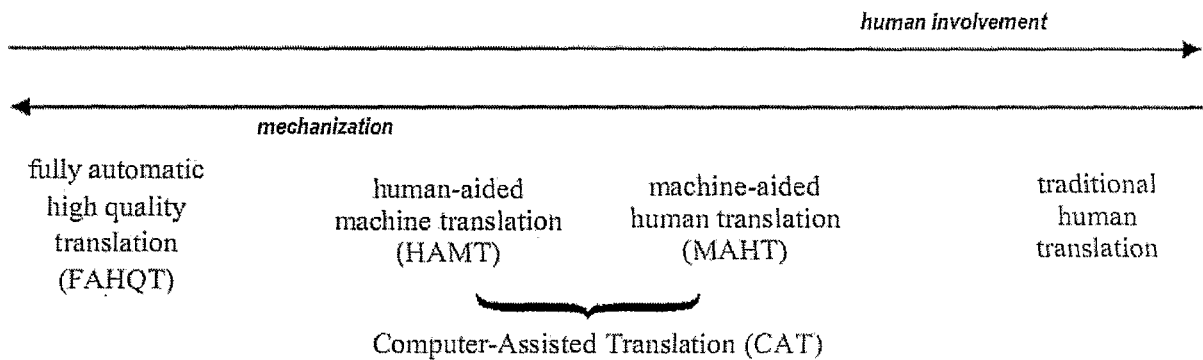 human involvement
mechanization
fully automatic
high quality
translation
(FAHQT)
human-aided
machine translation
(HAMT)
machine-aided
human translation
(MAHT)
traditional
human
translation
Computer-Assisted Translation (CAT)